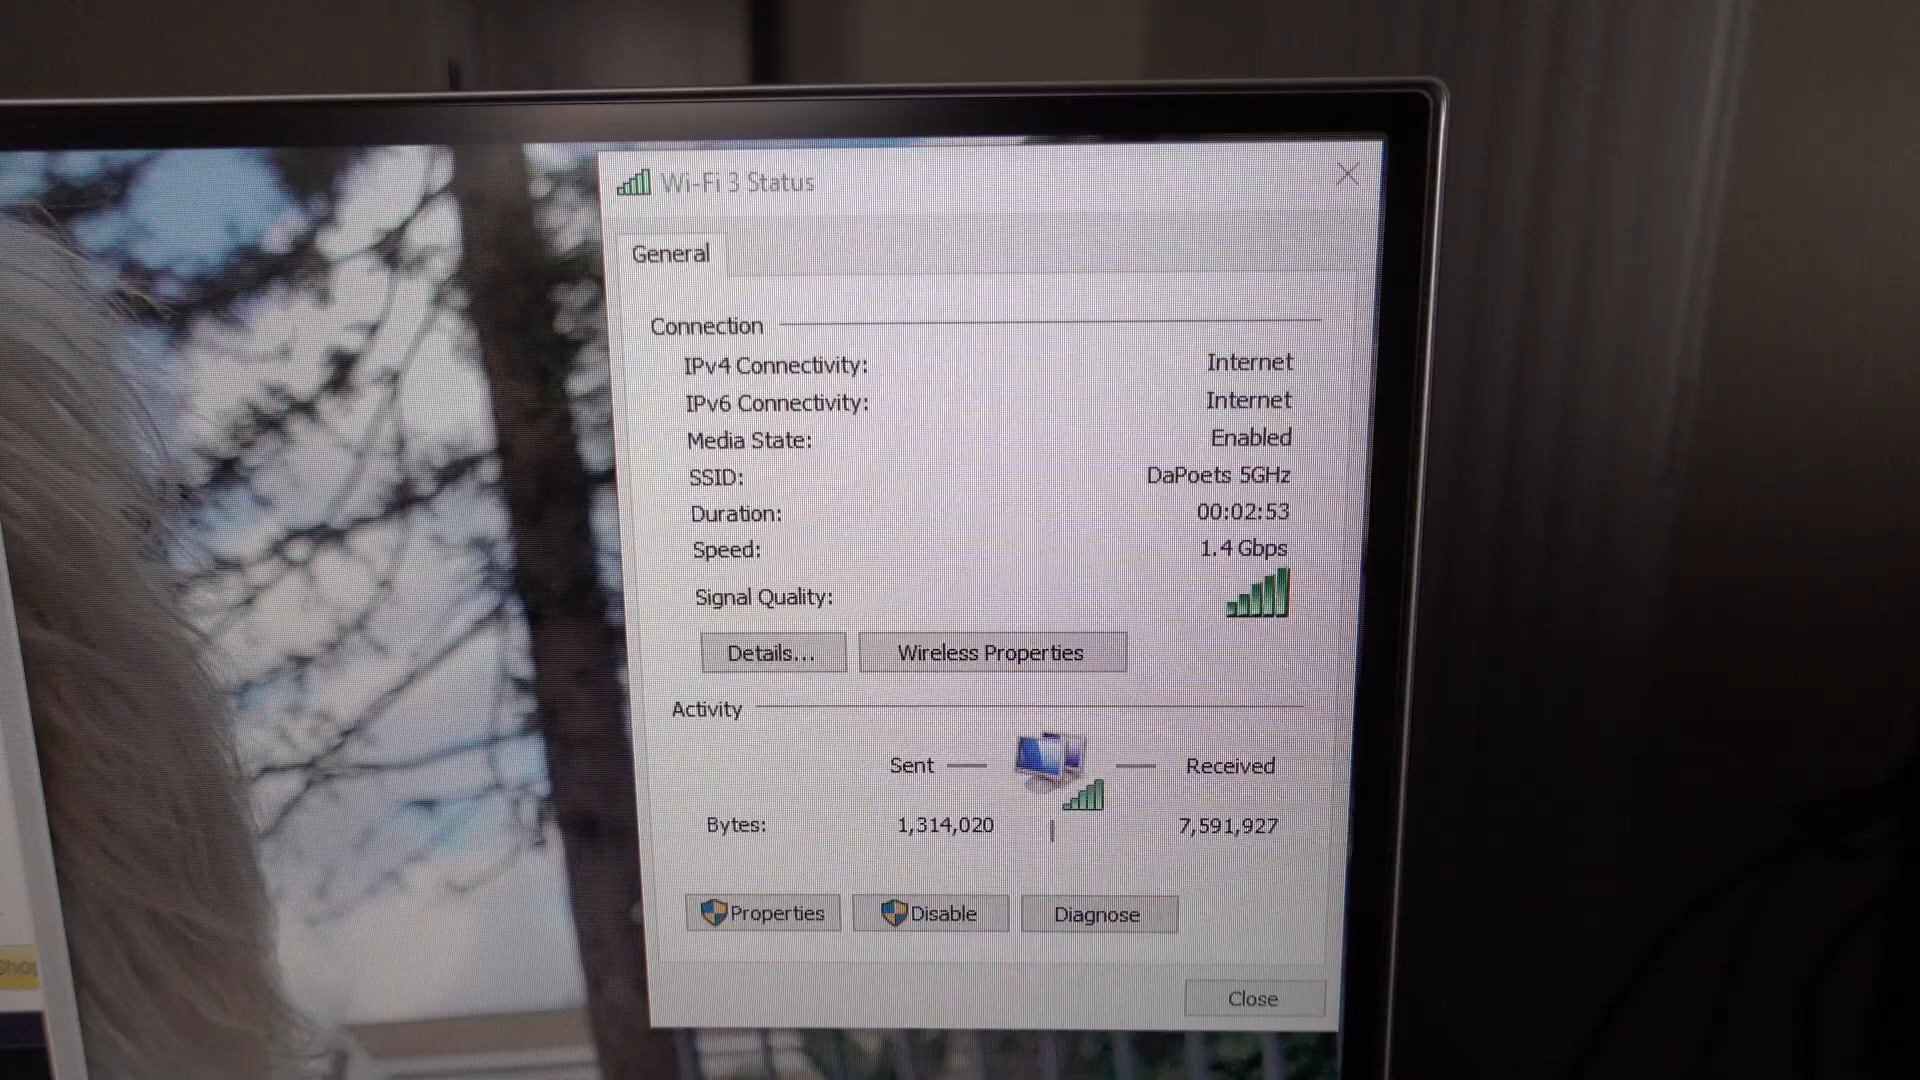 Wi-Fi 3 Status
General
Connection
IPv4 Connectivity: Internet
IPv6 Connectivity: Internet
Media State: Enabled
SSID: DaPoets 5GHz
Duration: 00:02:53
Speed: 1.4 Gbps
Signal Quality:
Details... Wireless Properties
Activity
Sent Received
Bytes: 1,314,020 7,591,927
Properties Disable Diagnose
Close